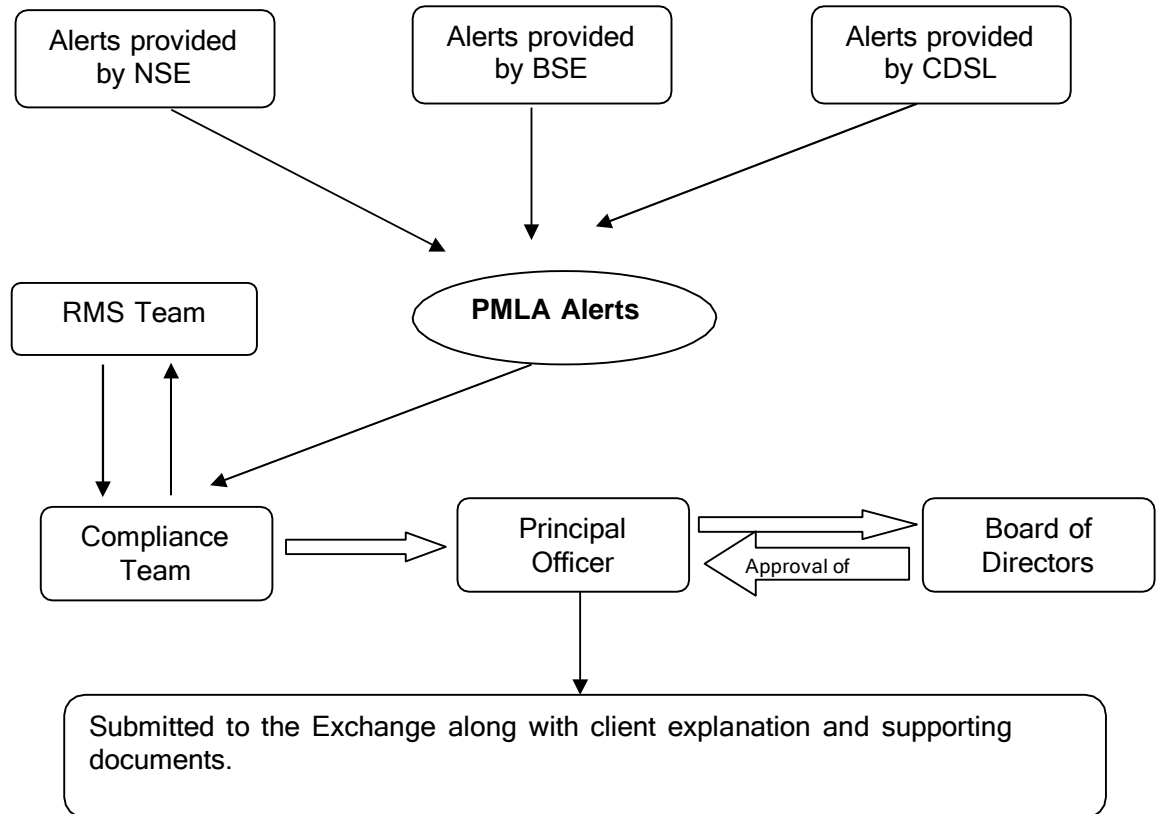 Alerts provided
by NSE
Alerts provided
by BSE
Alerts provided
by CDSL
PMLA Alerts
RMS Team
Compliance
Team
Principal
Officer
Approval of
Board of
Directors
Submitted to the Exchange along with client explanation and supporting
documents.